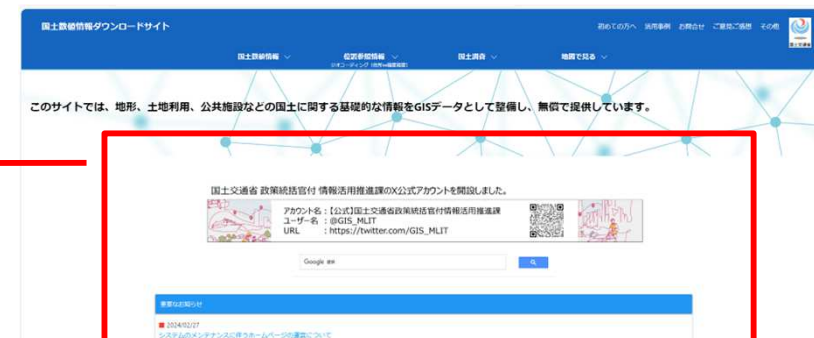 国土数値情報ダウンロードサイト
初めての方へ 活用事例 お問合せ ご意見ご感想 その他
国土数値情報
位置参照情報
国土調査
地図で見る
このサイトでは、地形、土地利用、公共施設などの国土に関する基礎的な情報をGISデータとして整備し、無償で提供しています。
国土交通省 政策統括官付 情報活用推進課のX公式アカウントを開設しました。
アカウント名:【公式】国土交通省政策統括官付情報活用推進課
ユーザー名 :@GIS_MLIT
URL :https://twitter.com/GIS_MLIT
Google
重要なお知らせ
2024/02/27
システムのメンテナンスに伴うホームページの運営について